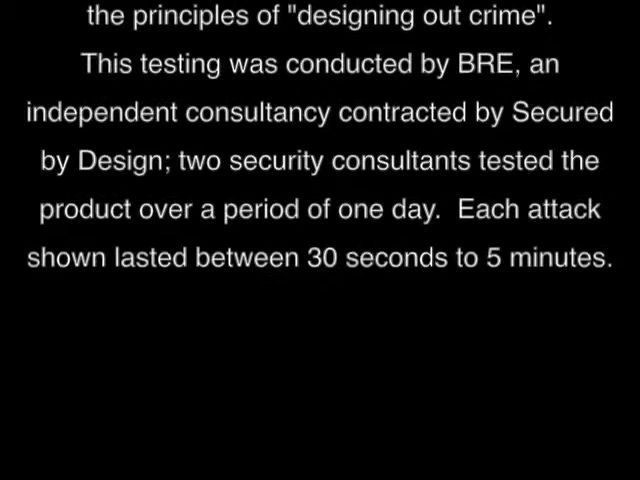 the principles of "designing out crime".
This testing was conducted by BRE, an
independent consultancy contracted by Secured
by Design; two security consultants tested the
product over a period of one day.  Each attack
shown lasted between 30 seconds to 5 minutes.